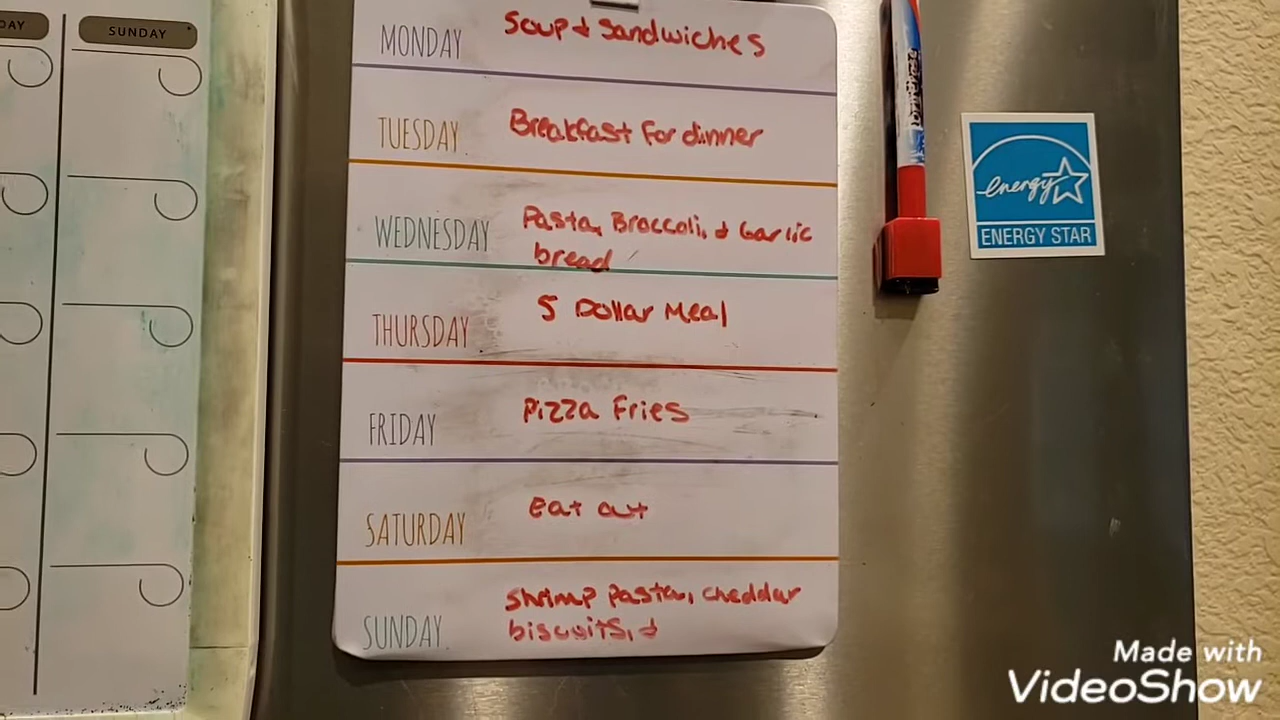 DAY
SUNDAY
MONDAY
Soup & Sandwiches
TUESDAY
Breakfast For dinner
WEDNESDAY
Pasta, Broccoli, & Garlic
bread
THURSDAY
5 Dollar Meal
FRIDAY
Pizza Fries
SATURDAY
Eat out
SUNDAY
Shrimp Pasta, cheddar
biscuits, &
energy
ENERGY STAR
Made with
VideoShow